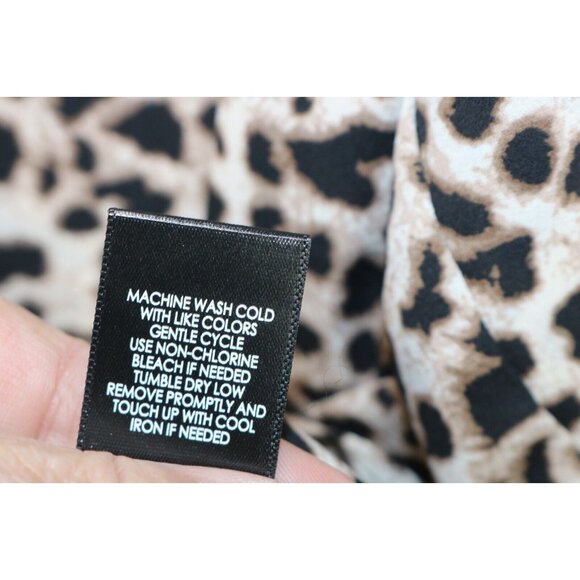 MACHINE WASH COLD
WITH LIKE COLORS
GENTLE CYCLE
USE NON-CHLORINE
BLEACH IF NEEDED
TUMBLE DRY LOW
REMOVE PROMPTLY AND
TOUCH UP WITH COOL
IRON IF NEEDED